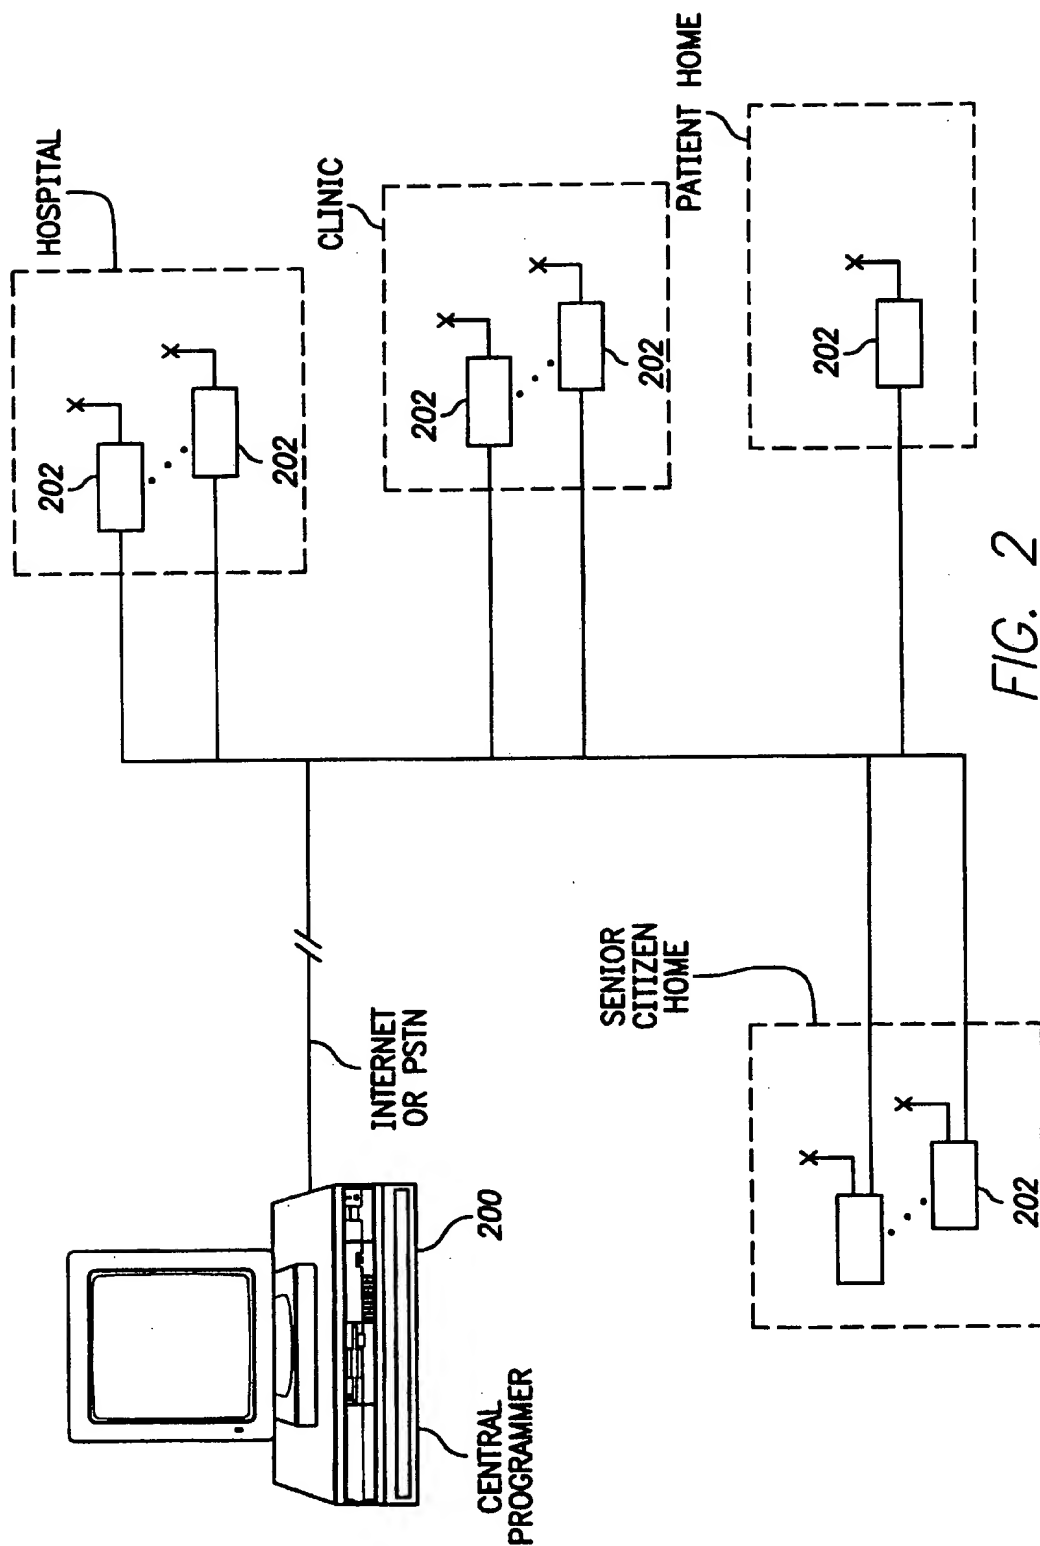 CENTRAL
PROGRAMMER
200
INTERNET
OR PSTN
HOSPITAL
202
202
CLINIC
202
202
PATIENT HOME
202
SENIOR
CITIZEN
HOME
202
FIG. 2